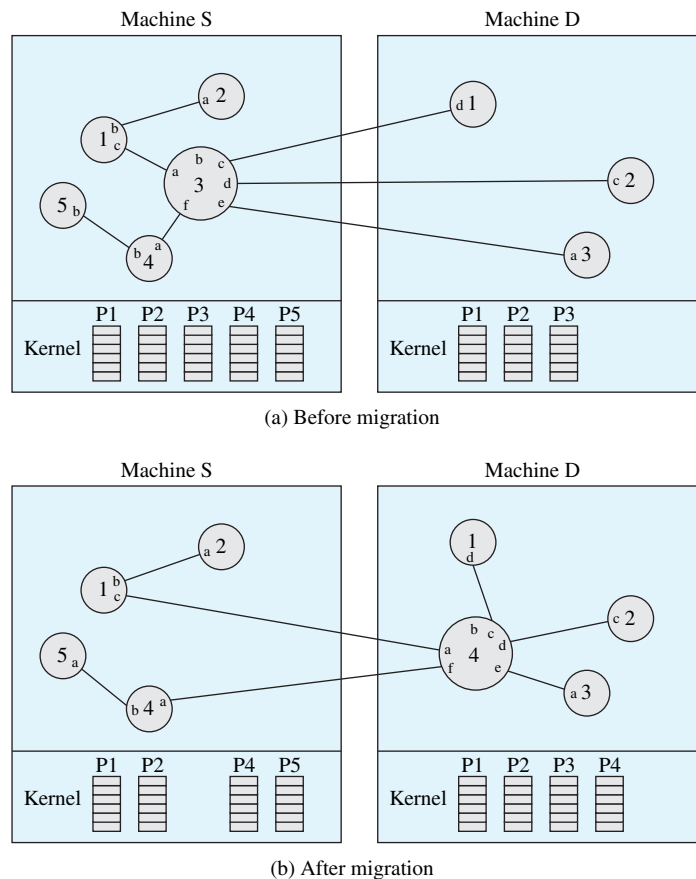 Machine S Machine D
a 2
d 1
1 b
c
b
a c
3 d
f e
c 2
5 b
a
b 4
a 3
P1 P2 P3 P4 P5 P1 P2 P3
Kernel Kernel
(a) Before migration
Machine S Machine D
a 2
1
d
1 b
c
c 2
b
c
a d
4
f e
5 a
a 3
b 4 a
P1 P2 P4 P5 P1 P2 P3 P4
Kernel Kernel
(b) After migration